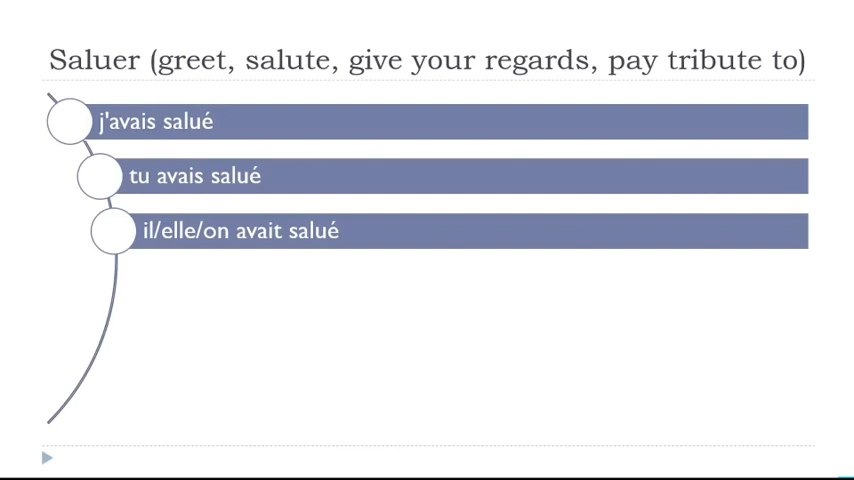 Saluer (greet, salute, give your regards, pay tribute to)
j'avais salué
tu avais salué
il/elle/on avait salué